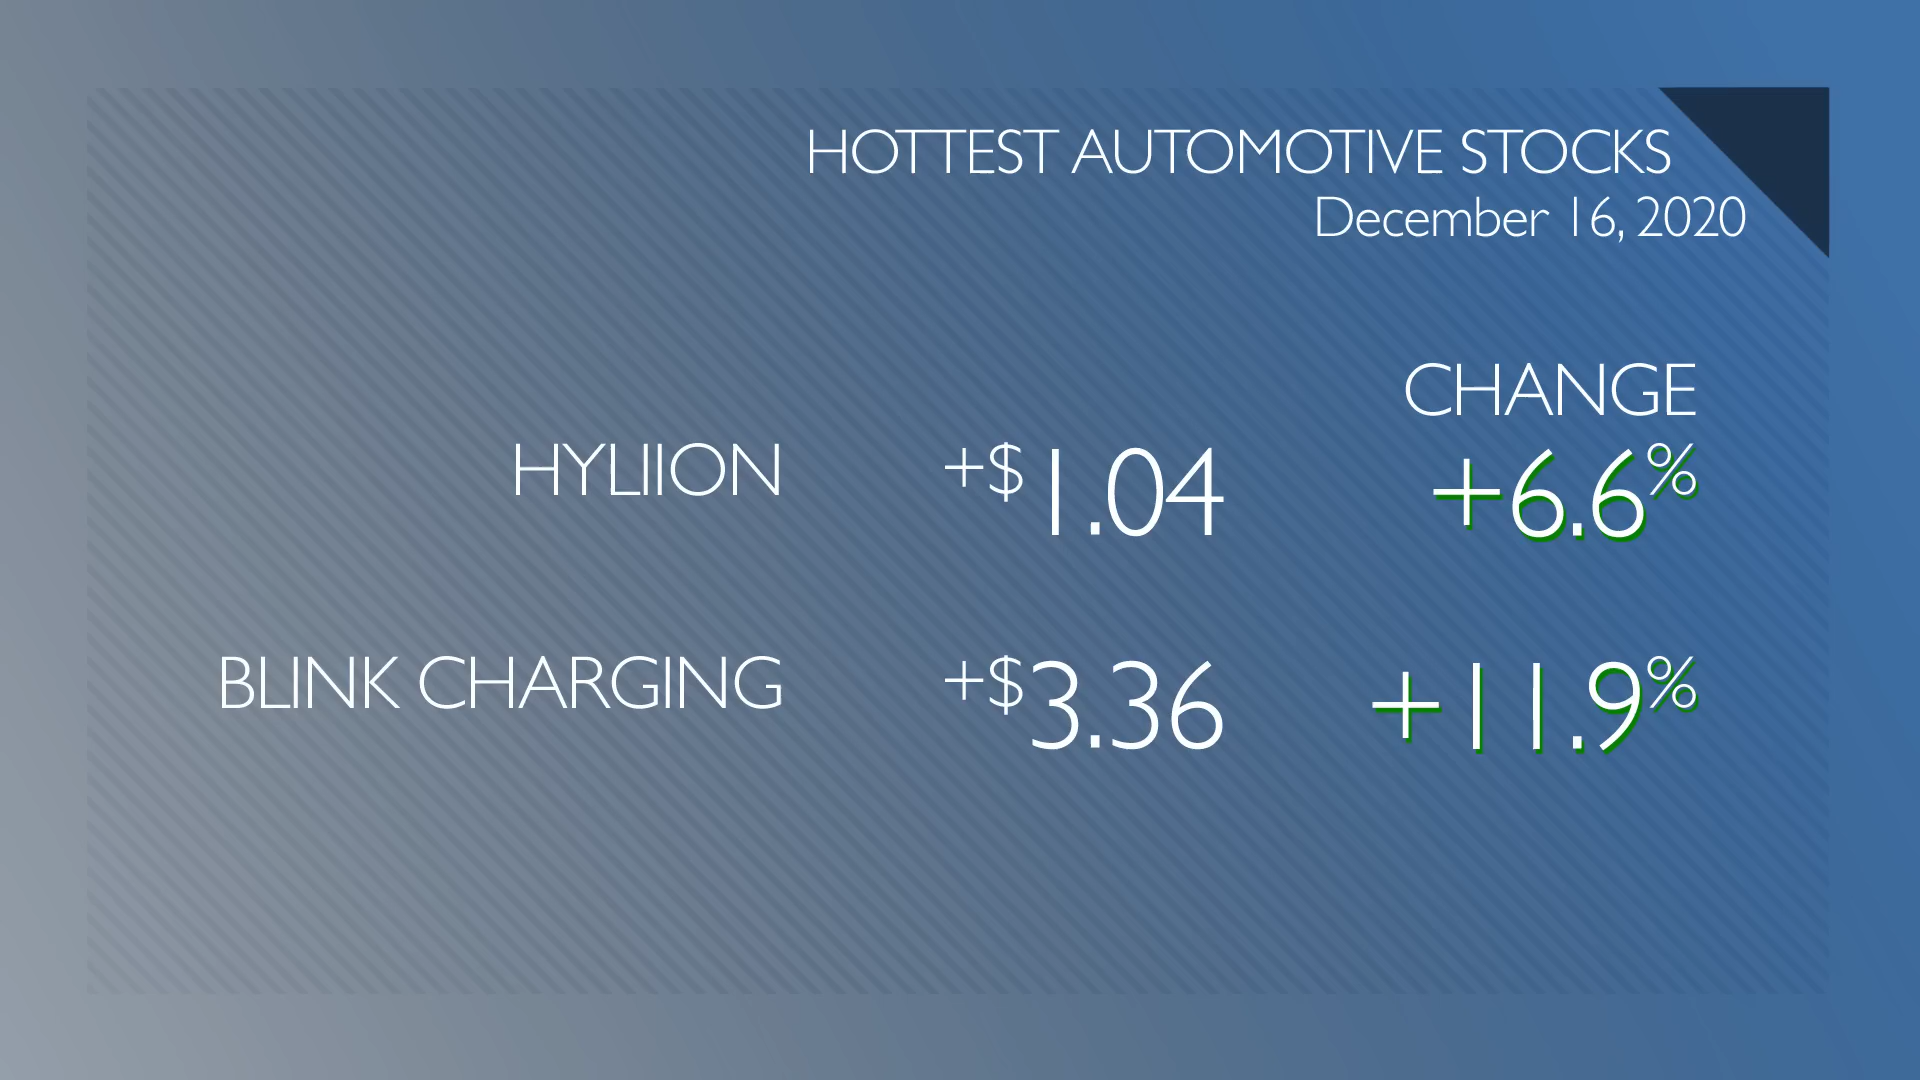 HOTTEST AUTOMOTIVE STOCKS
December 16, 2020
CHANGE
HYLIION +$1.04 +6.6%
BLINK CHARGING +$3.36 +11.9%